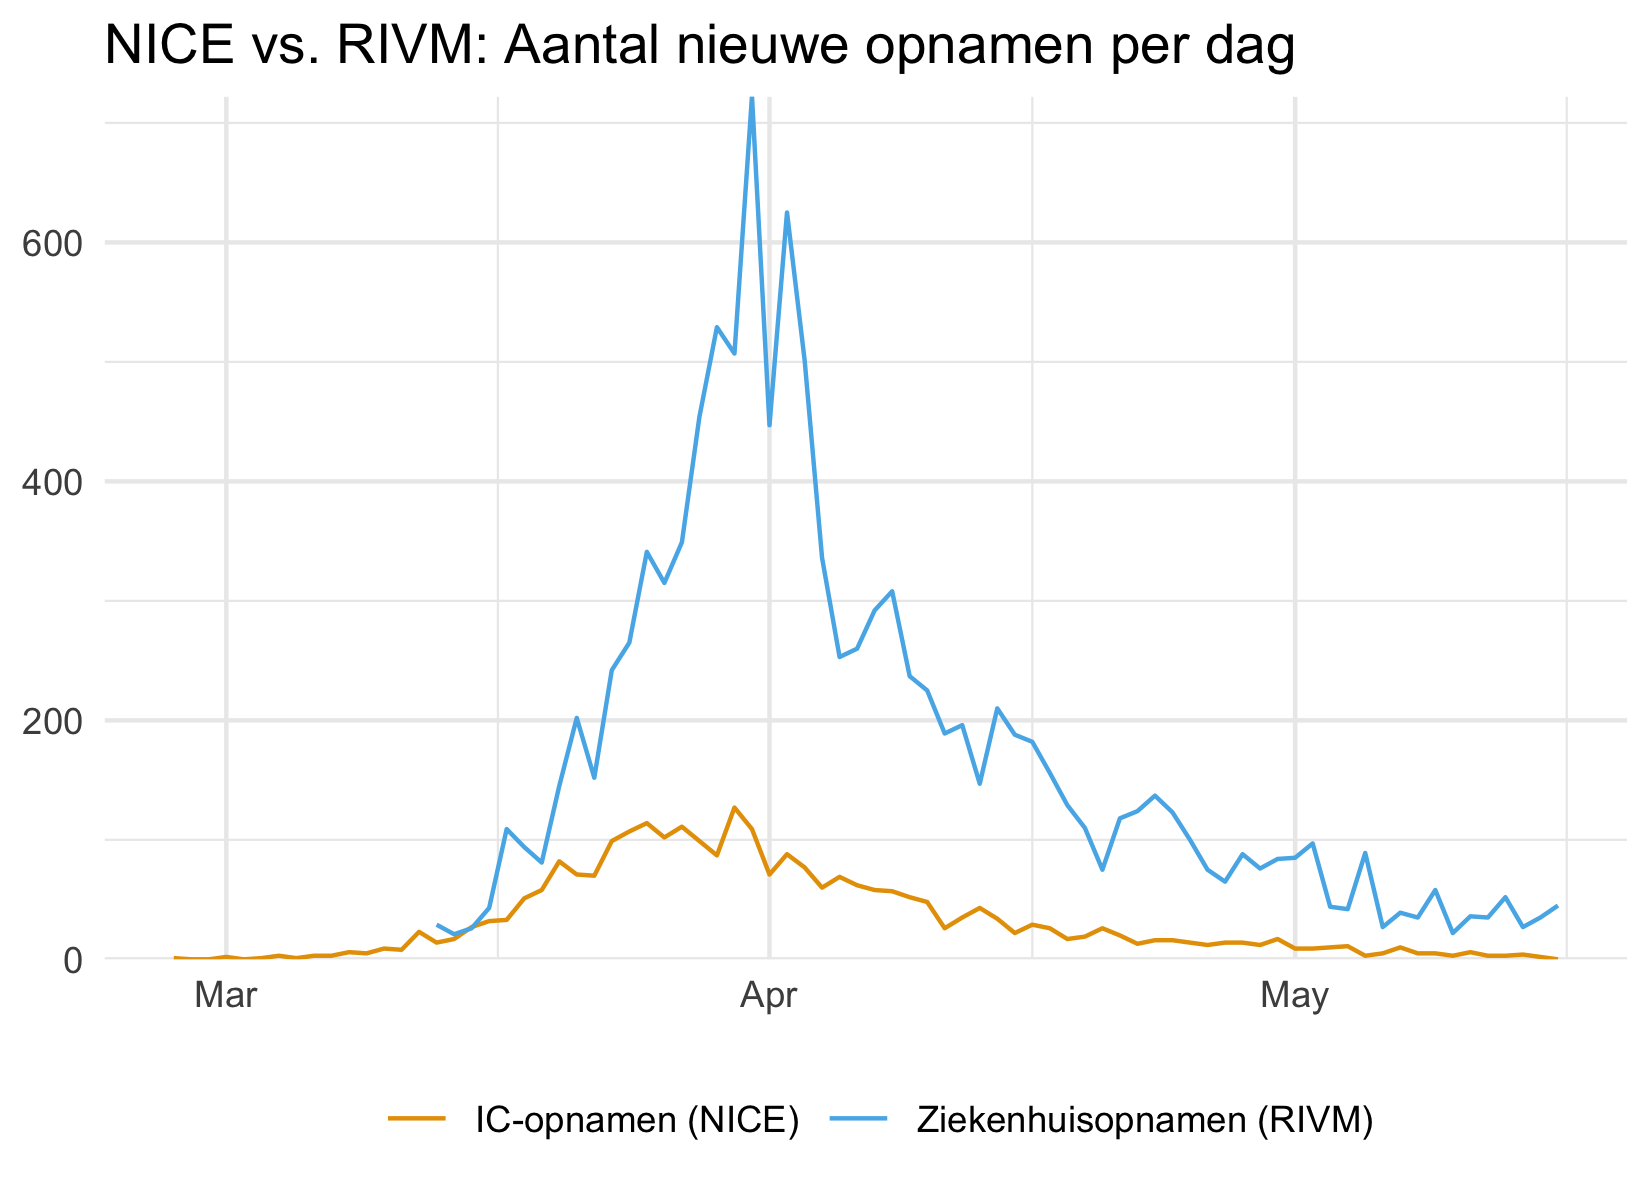 NICE vs. RIVM: Aantal nieuwe opnamen per dag
600
400
200
0
Mar Apr May
IC-opnamen (NICE) Ziekenhuisopnamen (RIVM)